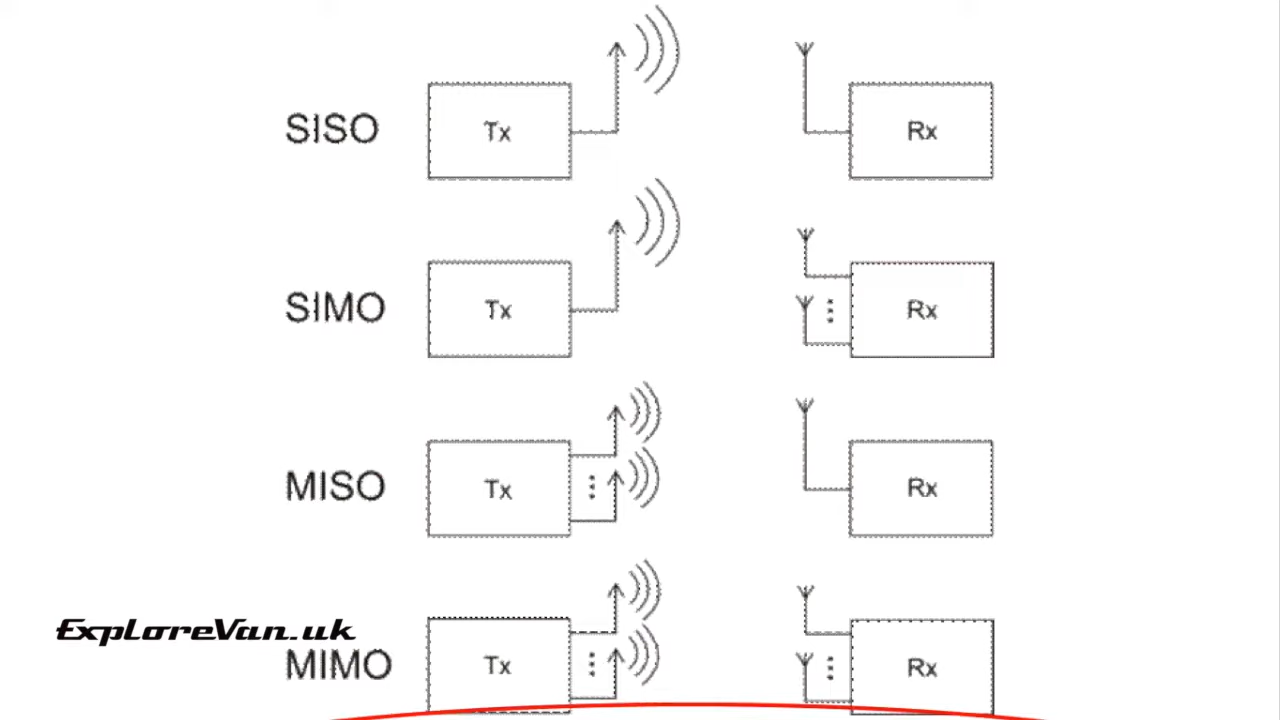 SISO Tx Rx
SIMO Tx Rx
MISO Tx Rx
ExploreVan.uk
MIMO Tx Rx